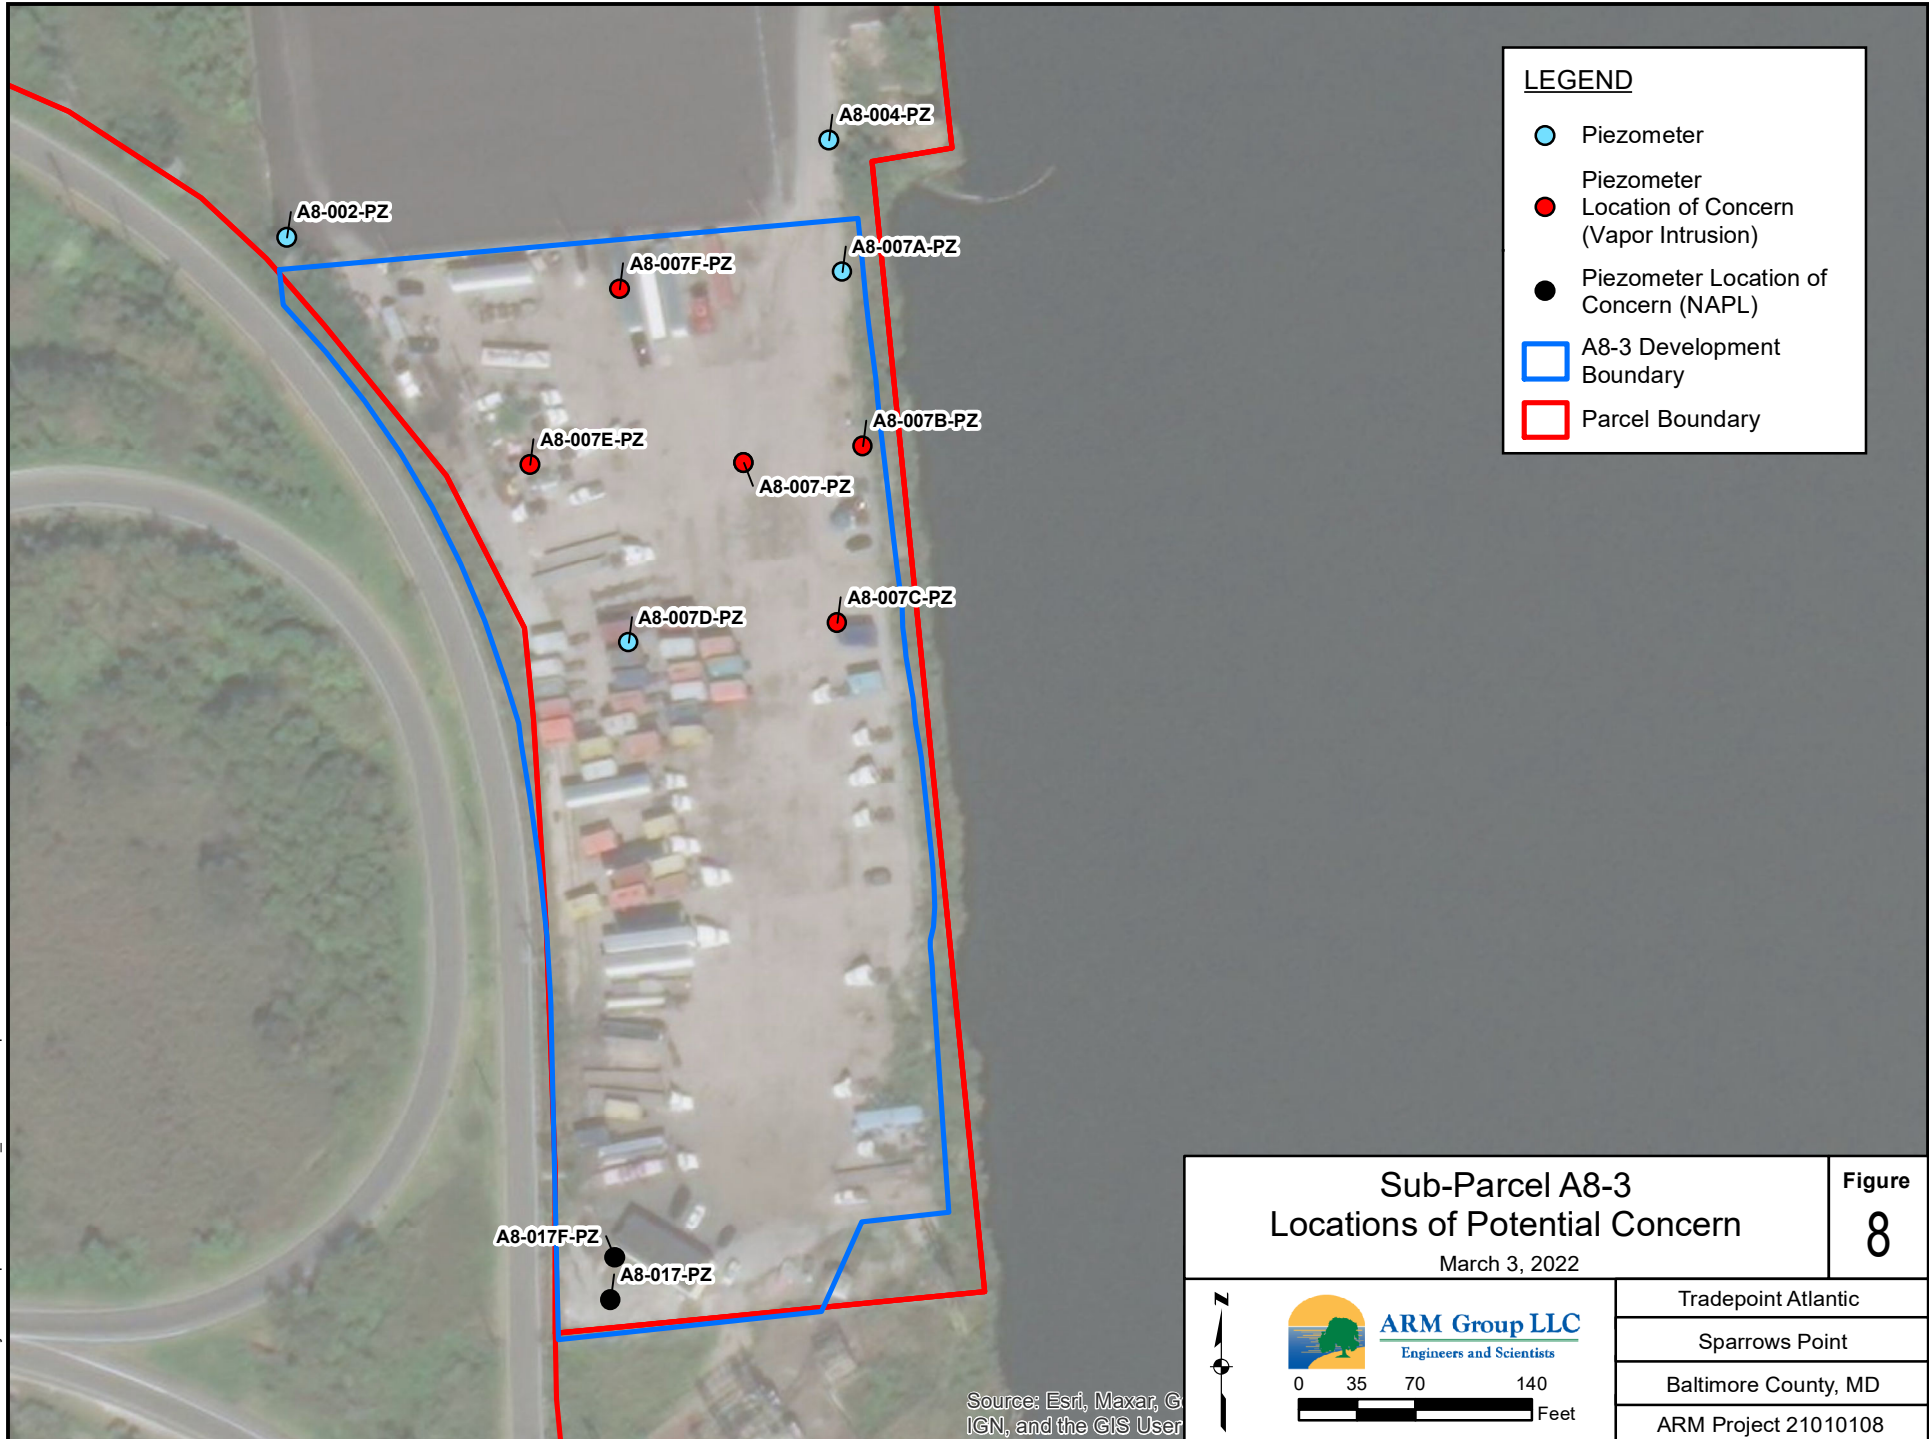 A8-004-PZ
A8-002-PZ
A8-007A-PZ
A8-007F-PZ
A8-007B-PZ
A8-007E-PZ
A8-007-PZ
A8-007C-PZ
A8-007D-PZ
A8-017F-PZ
A8-017-PZ
LEGEND
Piezometer
Piezometer
Location of Concern
(Vapor Intrusion)
Piezometer Location of
Concern (NAPL)
A8-3 Development
Boundary
Parcel Boundary
Source: Esri, Maxar,
IGN, and the GIS User
Sub-Parcel A8-3
Locations of Potential Concern
March 3, 2022
Figure
8
N
ARM Group LLC
Engineers and Scientists
0 35 70 140
Feet
Tradepoint Atlantic
Sparrows Point
Baltimore County, MD
ARM Project 21010108